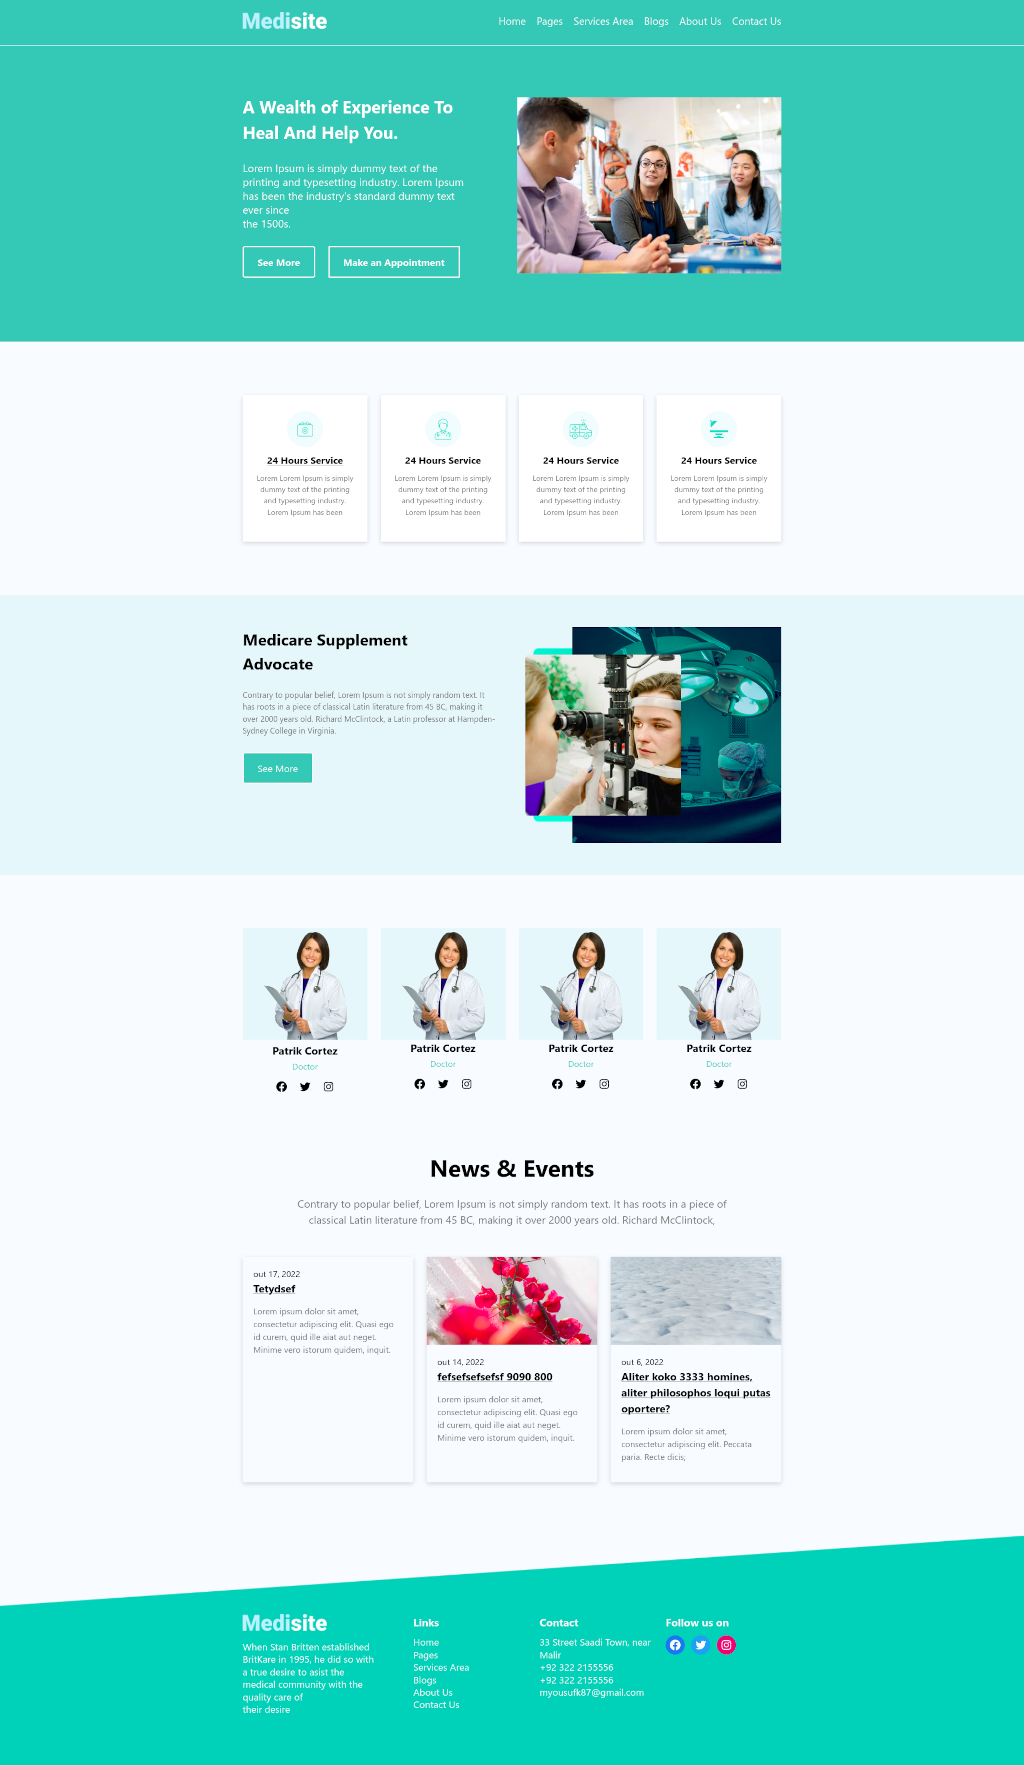 Medisite
Home Pages Services Area Blogs About Us Contact Us
A Wealth of Experience To
Heal And Help You.
Lorem Ipsum is simply dummy text of the
printing and typesetting industry. Lorem Ipsum
has been the industry's standard dummy text
ever since
the 1500s.
See More
Make an Appointment
24 Hours Service
Lorem Lorem Ipsum is simply
dummy text of the printing
and typesetting industry.
Lorem Ipsum has been
24 Hours Service
Lorem Lorem Ipsum is simply
dummy text of the printing
and typesetting industry.
Lorem Ipsum has been
24 Hours Service
Lorem Lorem Ipsum is simply
dummy text of the printing
and typesetting industry.
Lorem Ipsum has been
24 Hours Service
Lorem Lorem Ipsum is simply
dummy text of the printing
and typesetting industry.
Lorem Ipsum has been
Medicare Supplement
Advocate
Contrary to popular belief, Lorem Ipsum is not simply random text. It
has roots in a piece of classical Latin literature from 45 BC, making it
over 2000 years old. Richard McClintock, a Latin professor at Hampden-
Sydney College in Virginia.
See More
Patrik Cortez
Doctor
Patrik Cortez
Doctor
Patrik Cortez
Doctor
Patrik Cortez
Doctor
News & Events
Contrary to popular belief, Lorem Ipsum is not simply random text. It has roots in a piece of
classical Latin literature from 45 BC, making it over 2000 years old. Richard McClintock,
out 17, 2022
Tetydsef
Lorem ipsum dolor sit amet,
consectetur adipiscing elit. Quasi ego
id curem, quid ille aiat aut neget.
Minime vero istorum quidem, inquit.
out 14, 2022
fefsefsefsefsf 9090 800
Lorem ipsum dolor sit amet,
consectetur adipiscing elit. Quasi ego
id curem, quid ille aiat aut neget.
Minime vero istorum quidem, inquit.
out 6, 2022
Aliter koko 3333 homines,
aliter philosophos loqui putas
oportere?
Lorem ipsum dolor sit amet,
consectetur adipiscing elit. Peccata
paria. Recte dicis;
Medisite
When Stan Britten established
BritKare in 1995, he did so with
a true desire to asist the
medical community with the
quality care of
their desire
Links
Home
Pages
Services Area
Blogs
About Us
Contact Us
Contact
33 Street Saadi Town, near
Malir
+92 322 2155556
+92 322 2155556
myousufk87@gmail.com
Follow us on